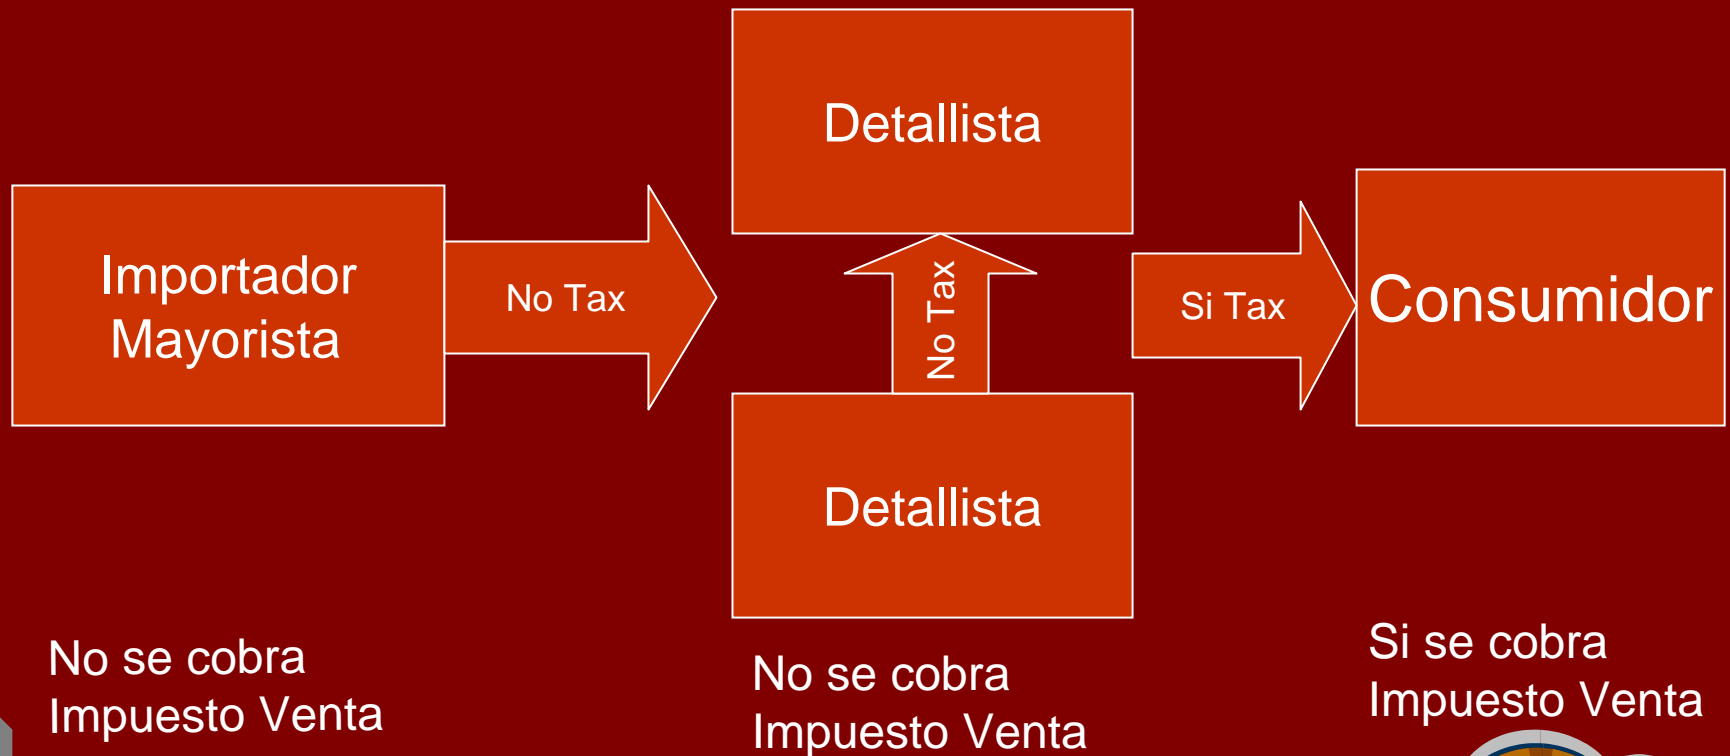 Detallista
Importador
Mayorista
No Tax
No Tax
Si Tax
Consumidor
Detallista
No se cobra
Impuesto Venta
No se cobra
Impuesto Venta
Si se cobra
Impuesto Venta